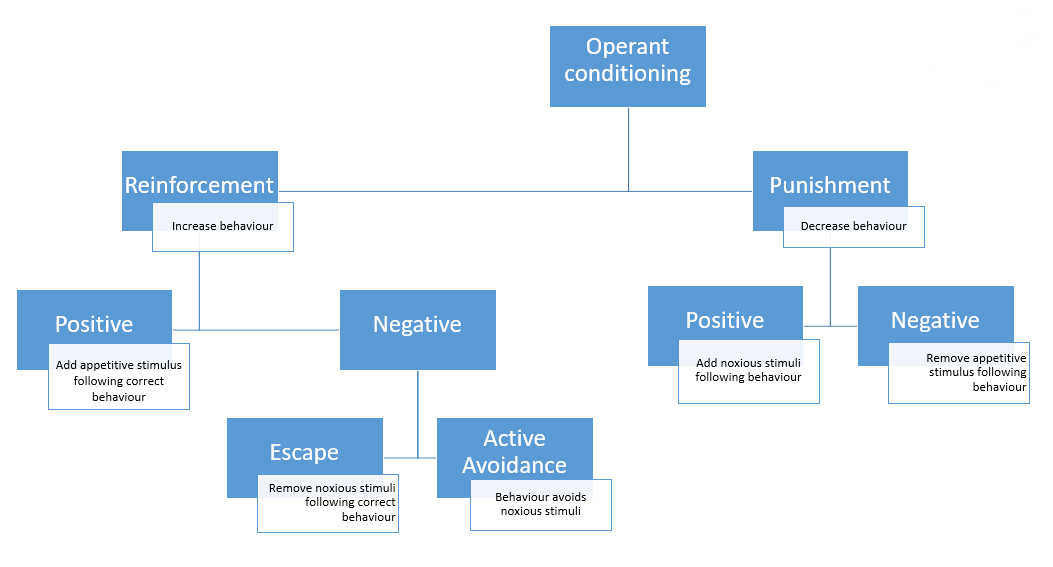 Operant
conditioning
Reinforcement
Increase behaviour
Punishment
Decrease behaviour
Positive
Add appetitive stimulus
following correct
behaviour
Negative
Escape
Remove noxious stimuli
following correct
behaviour
Active
Avoidance
Behaviour avoids
noxious stimuli
Positive
Add noxious stimuli
following behaviour
Negative
Remove appetitive
stimulus following
behaviour